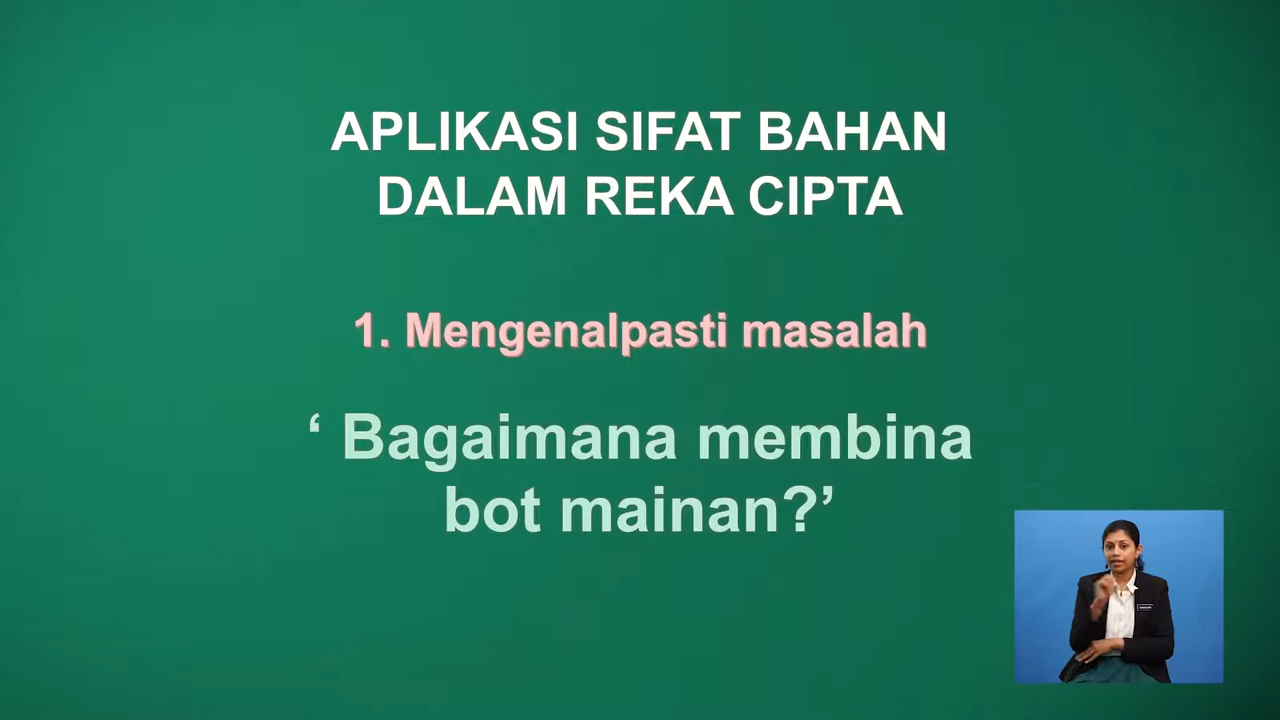 APLIKASI SIFAT BAHAN
DALAM REKA CIPTA
1. Mengenalpasti masalah
‘ Bagaimana membina
bot mainan?’